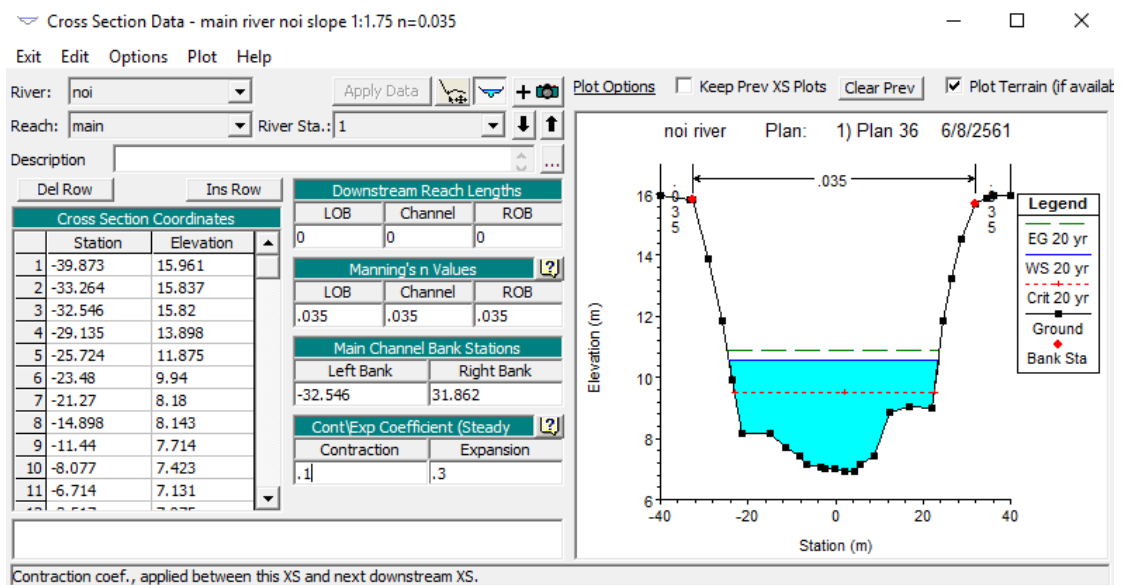 Cross Section Data - main river noi slope 1:1.75 n=0.035
Exit Edit Options Plot Help
River: noi Apply Data
Reach: main River Sta.: 1
Description ...
Del Row Ins Row
Cross Section Coordinates
Station Elevation
1 -39.873 15.961
2 -33.264 15.837
3 -32.546 15.82
4 -29.135 13.898
5 -25.724 11.875
6 -23.48 9.94
7 -21.27 8.18
8 -14.898 8.143
9 -11.44 7.714
10 -8.077 7.423
11 -6.714 7.131
Downstream Reach Lengths
LOB Channel ROB
0 0 0
Manning's n Values
LOB Channel ROB
.035 .035 .035
Main Channel Bank Stations
Left Bank Right Bank
-32.546 31.862
Cont\Exp Coefficient (Steady
Contraction Expansion
.1 .3
Plot Options Keep Prev XS Plots Clear Prev Plot Terrain (if availab
noi river Plan: 1) Plan 36 6/8/2561
.035
.035
Legend
EG 20 yr
WS 20 yr
Crit 20 yr
Ground
Bank Sta
16
14
12
10
8
6
-40 -20 0 20 40
Elevation (m)
Station (m)
Contraction coef., applied between this XS and next downstream XS.